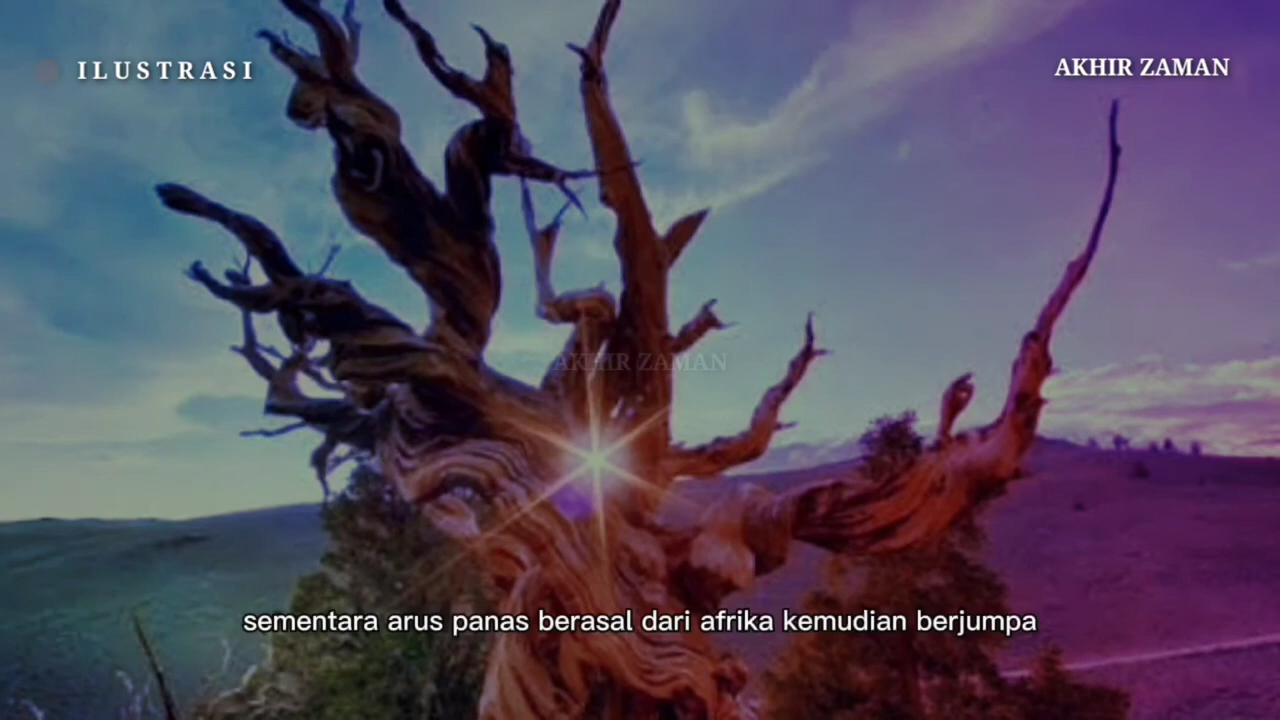 ILUSTRASI
AKHIR ZAMAN
AKHIR ZAMAN
sementara arus panas berasal dari afrika kemudian berjumpa